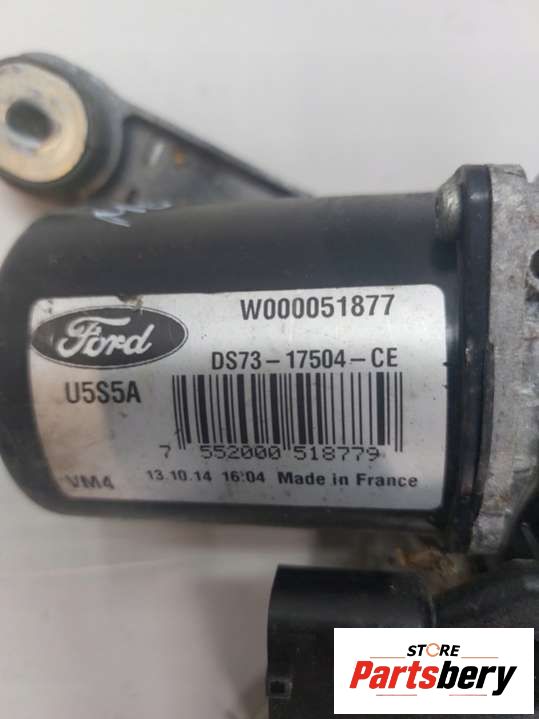 W000051877
Ford
DS73-17504-CE
U5S5A
7 552000 518779
VM4
13.10.14 16:04 Made in France
STORE
Partsbery